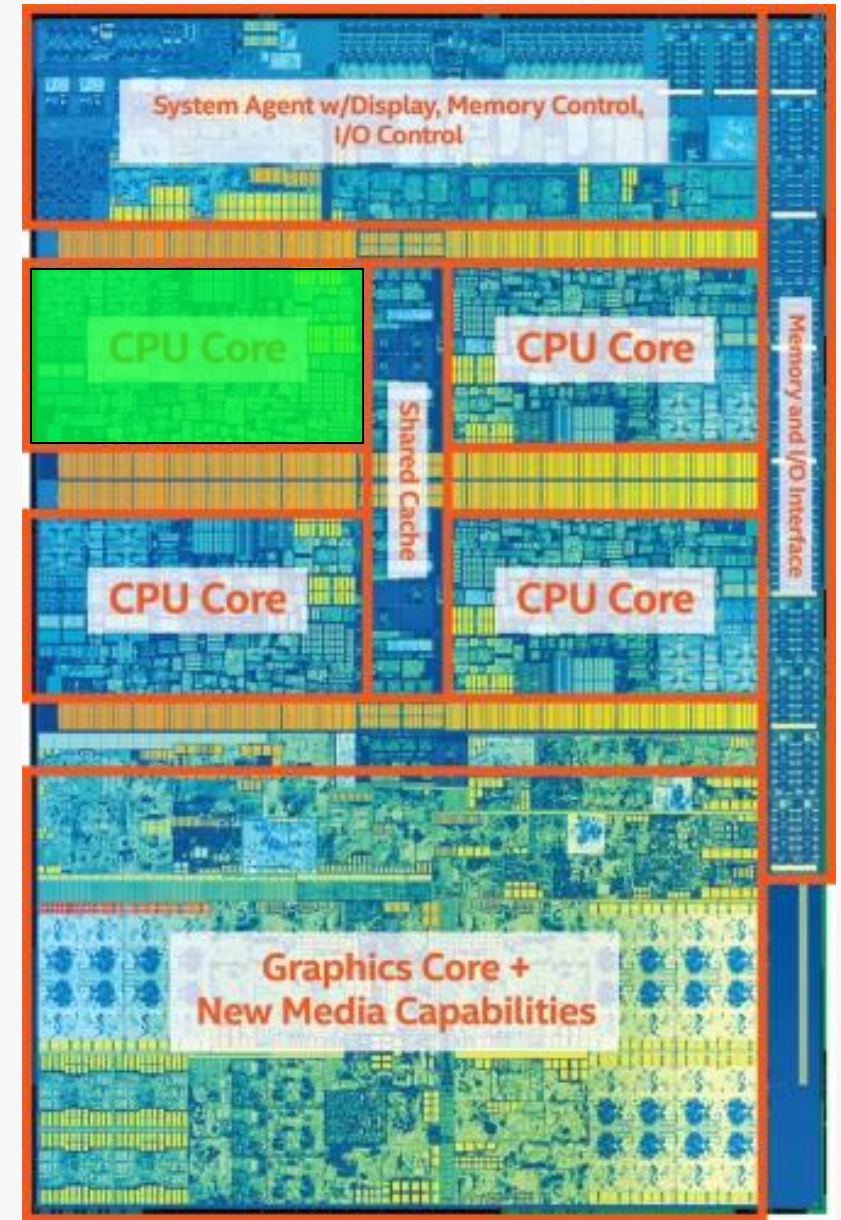 System Agent w/Display, Memory Control,
I/O Control
CPU Core
CPU Core
Shared Cache
Memory and I/O Interface
CPU Core
CPU Core
Graphics Core +
New Media Capabilities